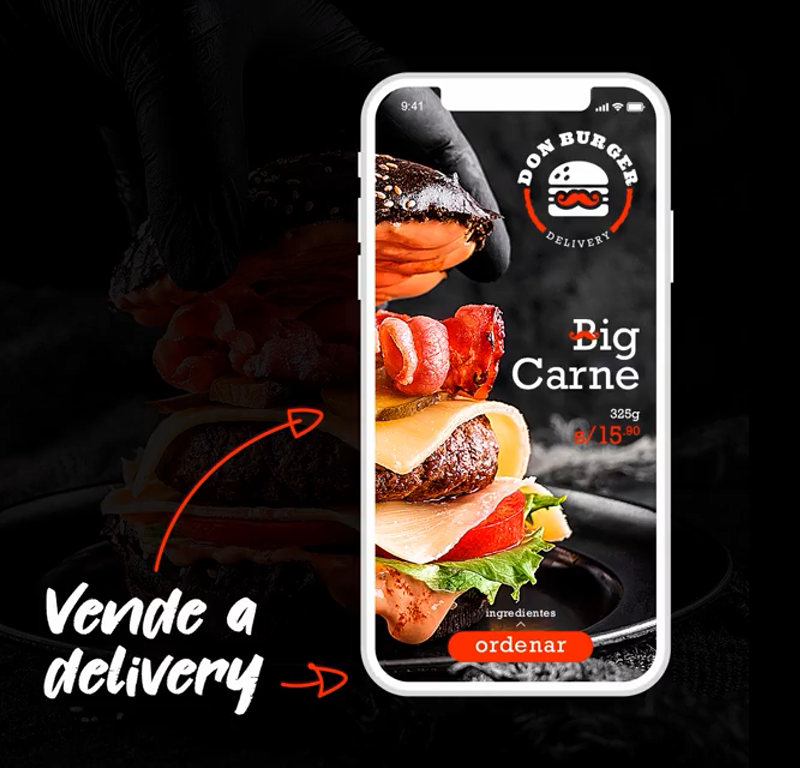 9:41
DON BURGER
DELIVERY
Big
Carne
325g
s/15.90
ingredientes
ordenar
Vende a
delivery